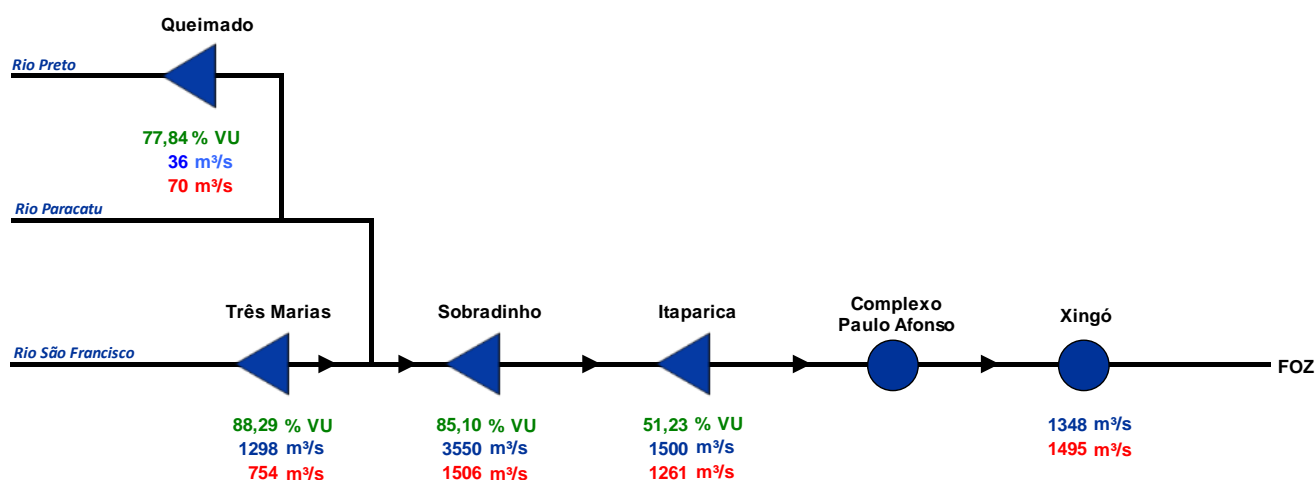 Queimado
Rio Preto
77,84 % VU
36 m³/s
70 m³/s
Rio Paracatu
Três Marias
Sobradinho
Itaparica
Complexo
Paulo Afonso
Xingó
Rio São Francisco
FOZ
88,29 % VU
1298 m³/s
754 m³/s
85,10 % VU
3550 m³/s
1506 m³/s
51,23 % VU
1500 m³/s
1261 m³/s
1348 m³/s
1495 m³/s